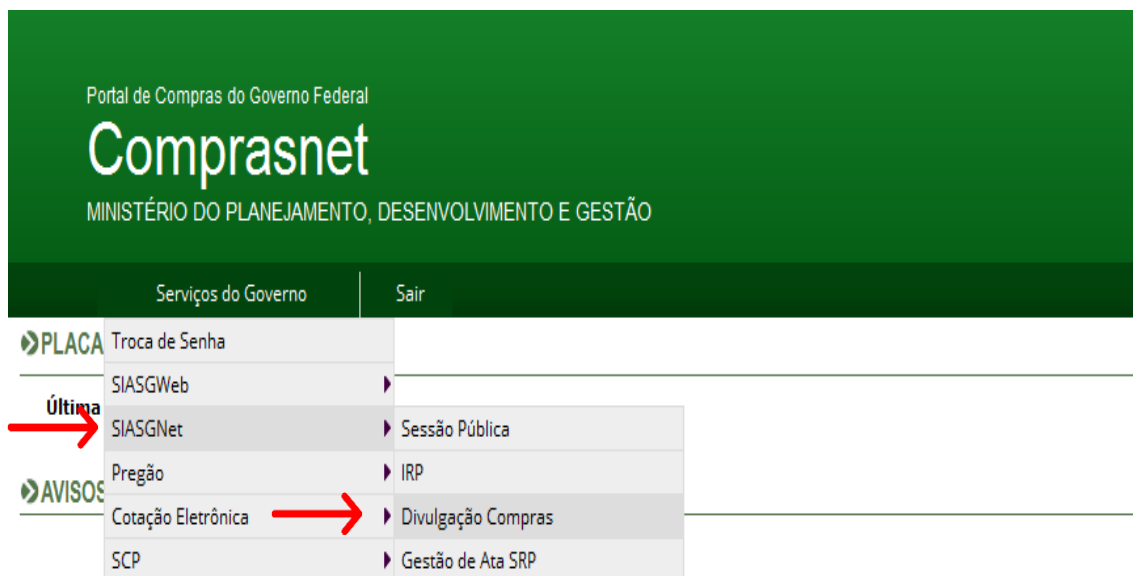 Portal de Compras do Governo Federal
Comprasnet
MINISTÉRIO DO PLANEJAMENTO, DESENVOLVIMENTO E GESTÃO
Serviços do Governo
Sair
PLACA
Troca de Senha
SIASGWeb
Última
SIASGNet
Sessão Pública
Pregão
IRP
AVISOS
Cotação Eletrônica
Divulgação Compras
SCP
Gestão de Ata SRP